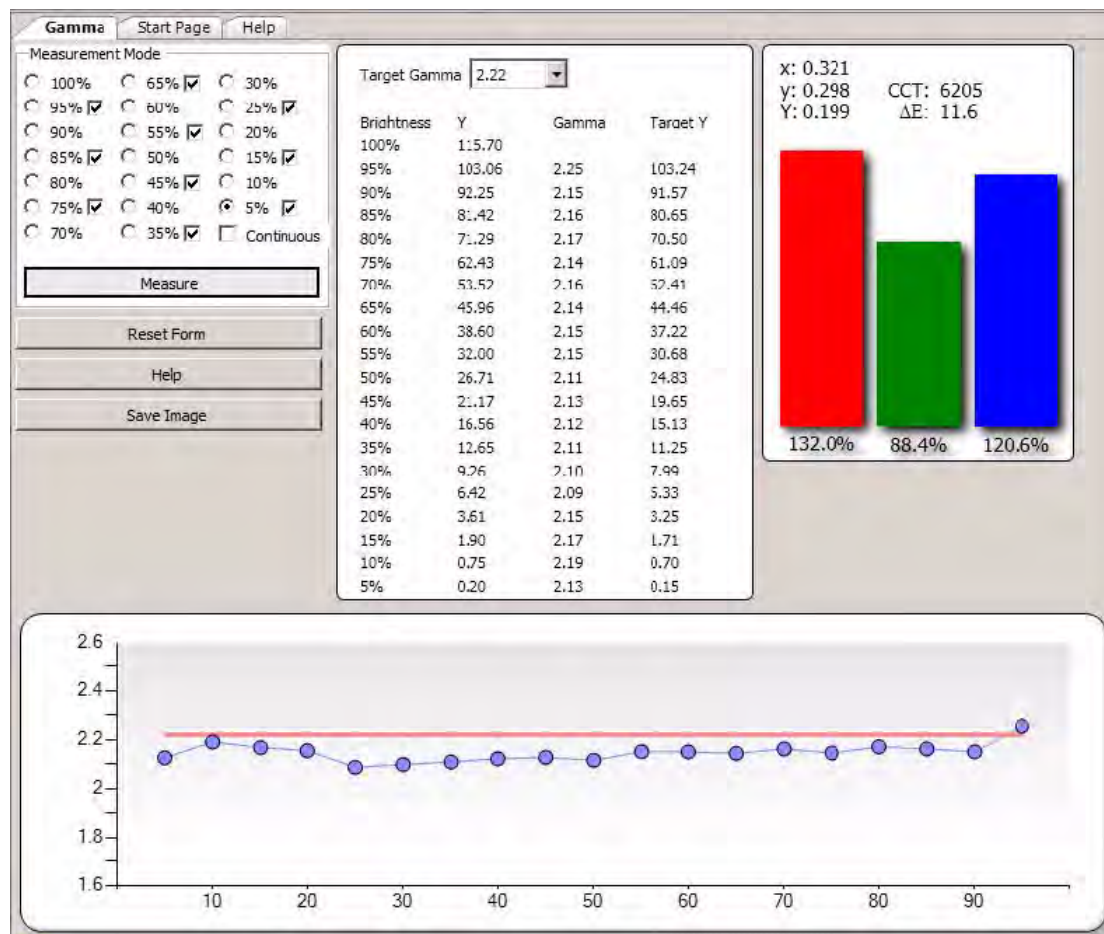 Gamma Start Page Help
Measurement Mode
100% 65% 30%
95% 60% 25%
90% 55% 20%
85% 50% 15%
80% 45% 10%
75% 40% 5%
70% 35% Continuous
Measure
Reset Form
Help
Save Image
Target Gamma 2.22
Brightness Y Gamma Target Y
100% 115.70
95% 103.06 2.25 103.24
90% 92.25 2.15 91.57
85% 81.42 2.16 80.65
80% 71.29 2.17 70.50
75% 62.43 2.14 61.09
70% 53.52 2.16 52.41
65% 45.96 2.14 44.46
60% 38.60 2.15 37.22
55% 32.00 2.15 30.68
50% 26.71 2.11 24.83
45% 21.17 2.13 19.65
40% 16.56 2.12 15.13
35% 12.65 2.11 11.25
30% 9.26 2.10 7.99
25% 6.42 2.09 5.33
20% 3.61 2.15 3.25
15% 1.90 2.17 1.71
10% 0.75 2.19 0.70
5% 0.20 2.13 0.15
x: 0.321
y: 0.298 CCT: 6205
Y: 0.199 ΔE: 11.6
132.0% 88.4% 120.6%
2.6
2.4
2.2
2
1.8
1.6
10 20 30 40 50 60 70 80 90